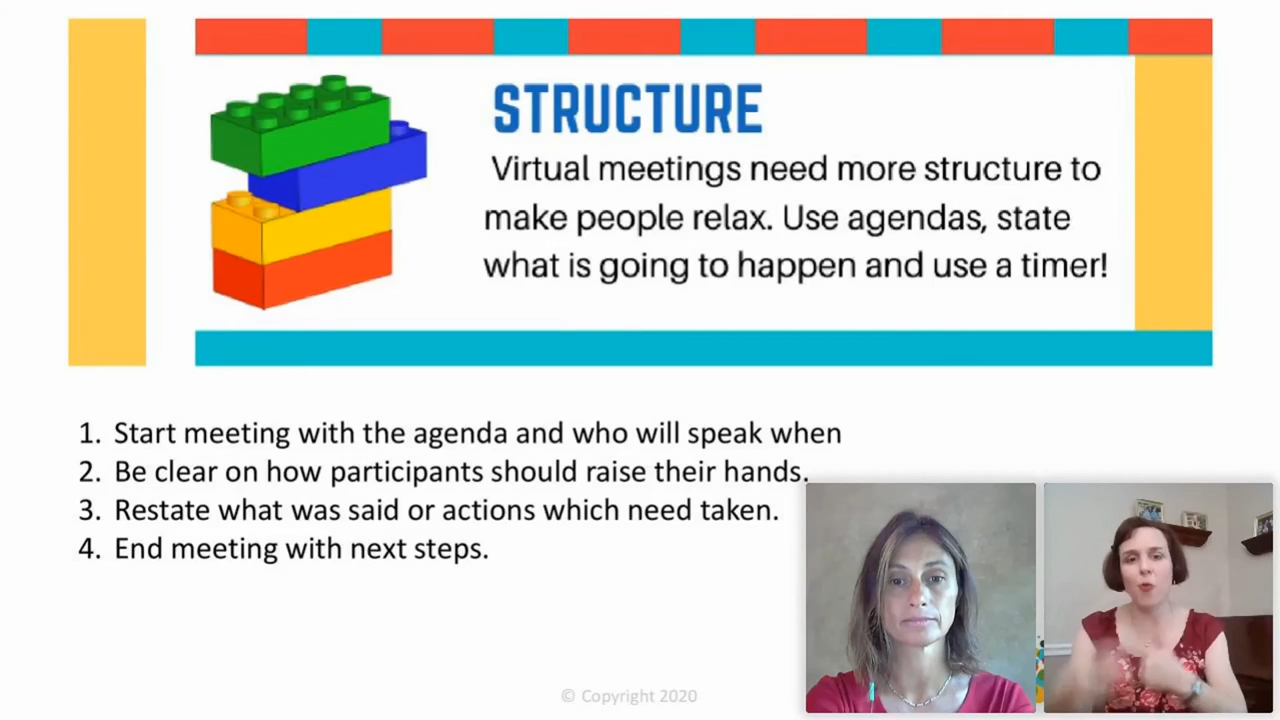 STRUCTURE
Virtual meetings need more structure to
make people relax. Use agendas, state
what is going to happen and use a timer!
1. Start meeting with the agenda and who will speak when
2. Be clear on how participants should raise their hands.
3. Restate what was said or actions which need taken.
4. End meeting with next steps.
© Copyright 2020